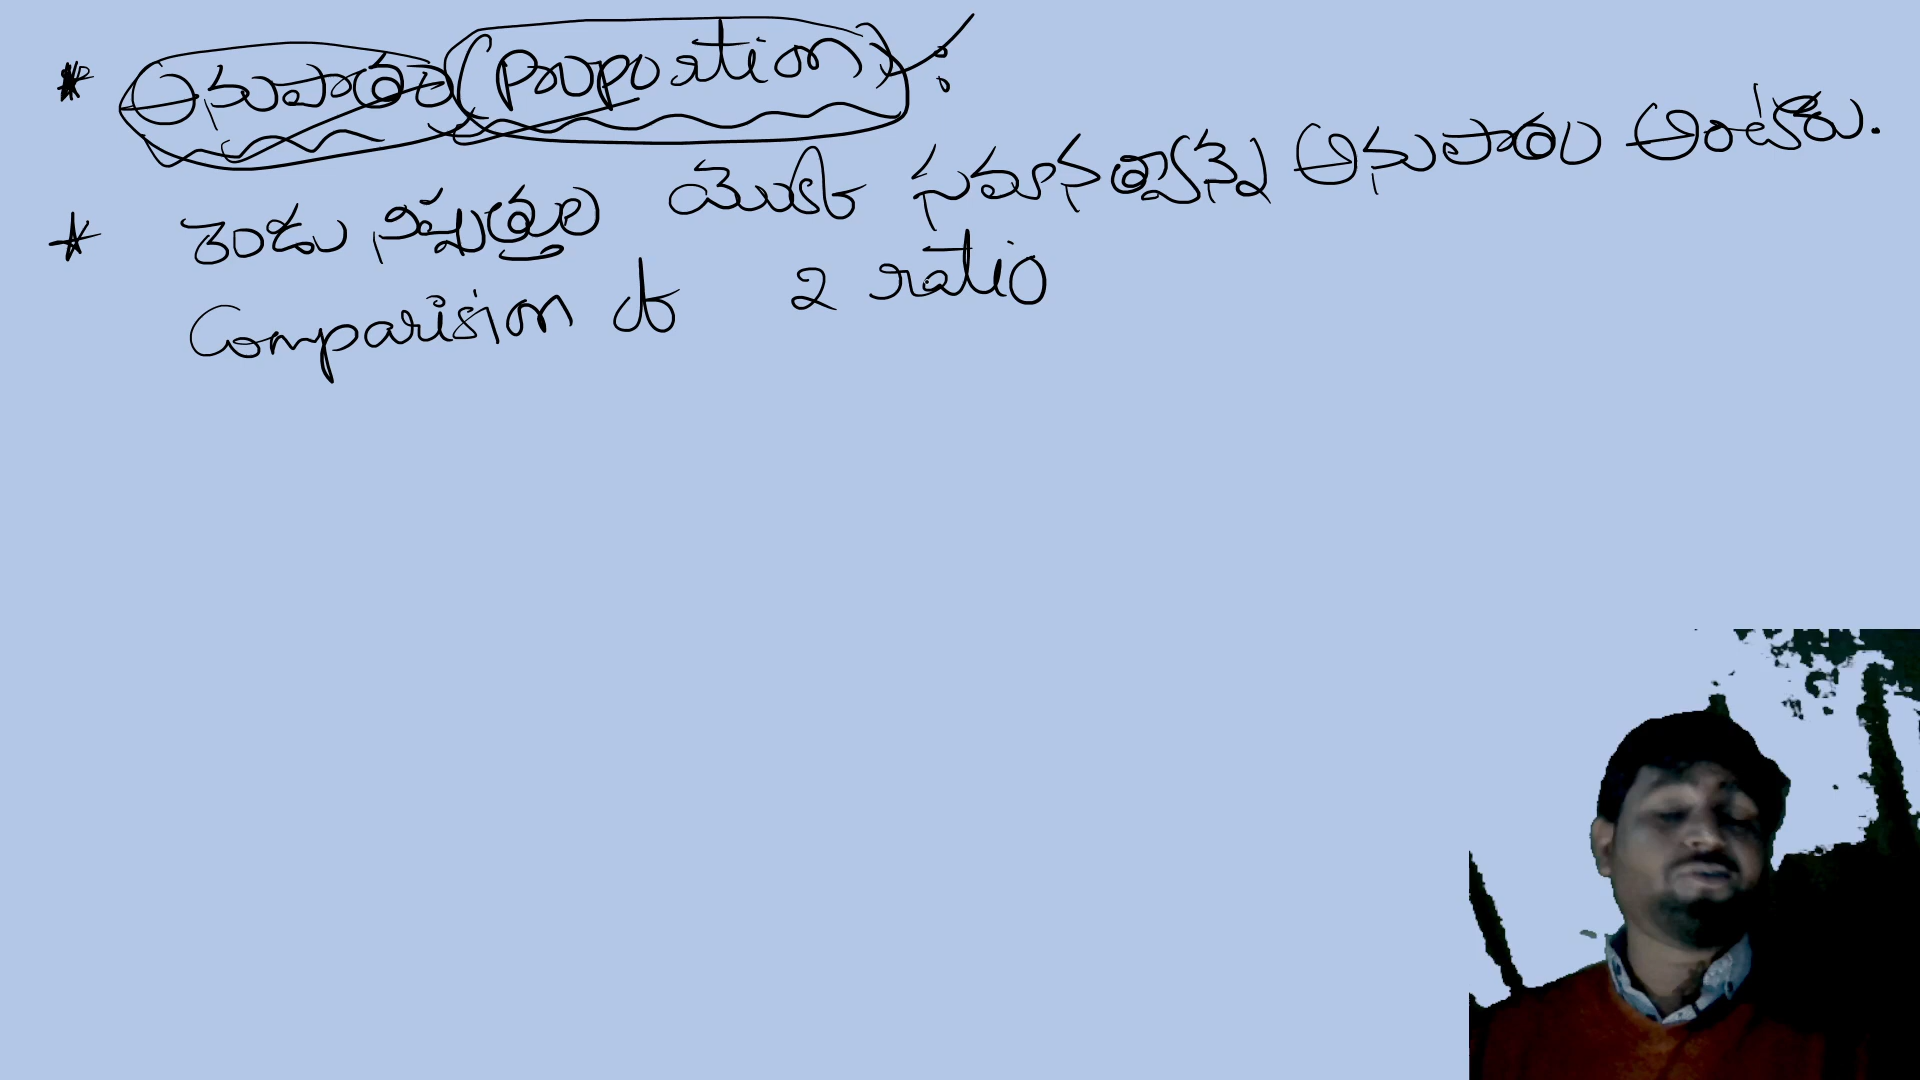 * అనుపాతం (proportion) :
* రెండు నిష్పత్తుల యొక్క సమానత్వాన్నే అనుపాతం అంటారు.
Comparision of 2 ratio